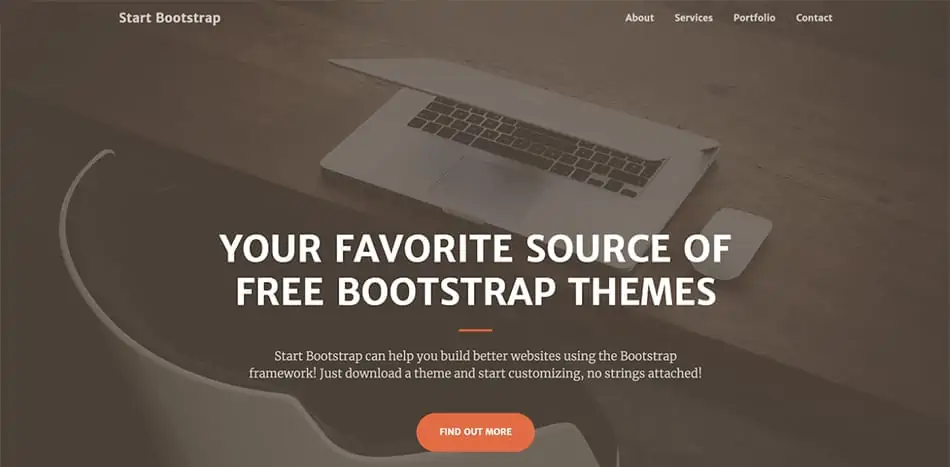 Start Bootstrap
About Services Portfolio Contact
YOUR FAVORITE SOURCE OF
FREE BOOTSTRAP THEMES
Start Bootstrap can help you build better websites using the Bootstrap
framework! Just download a theme and start customizing, no strings attached!
FIND OUT MORE